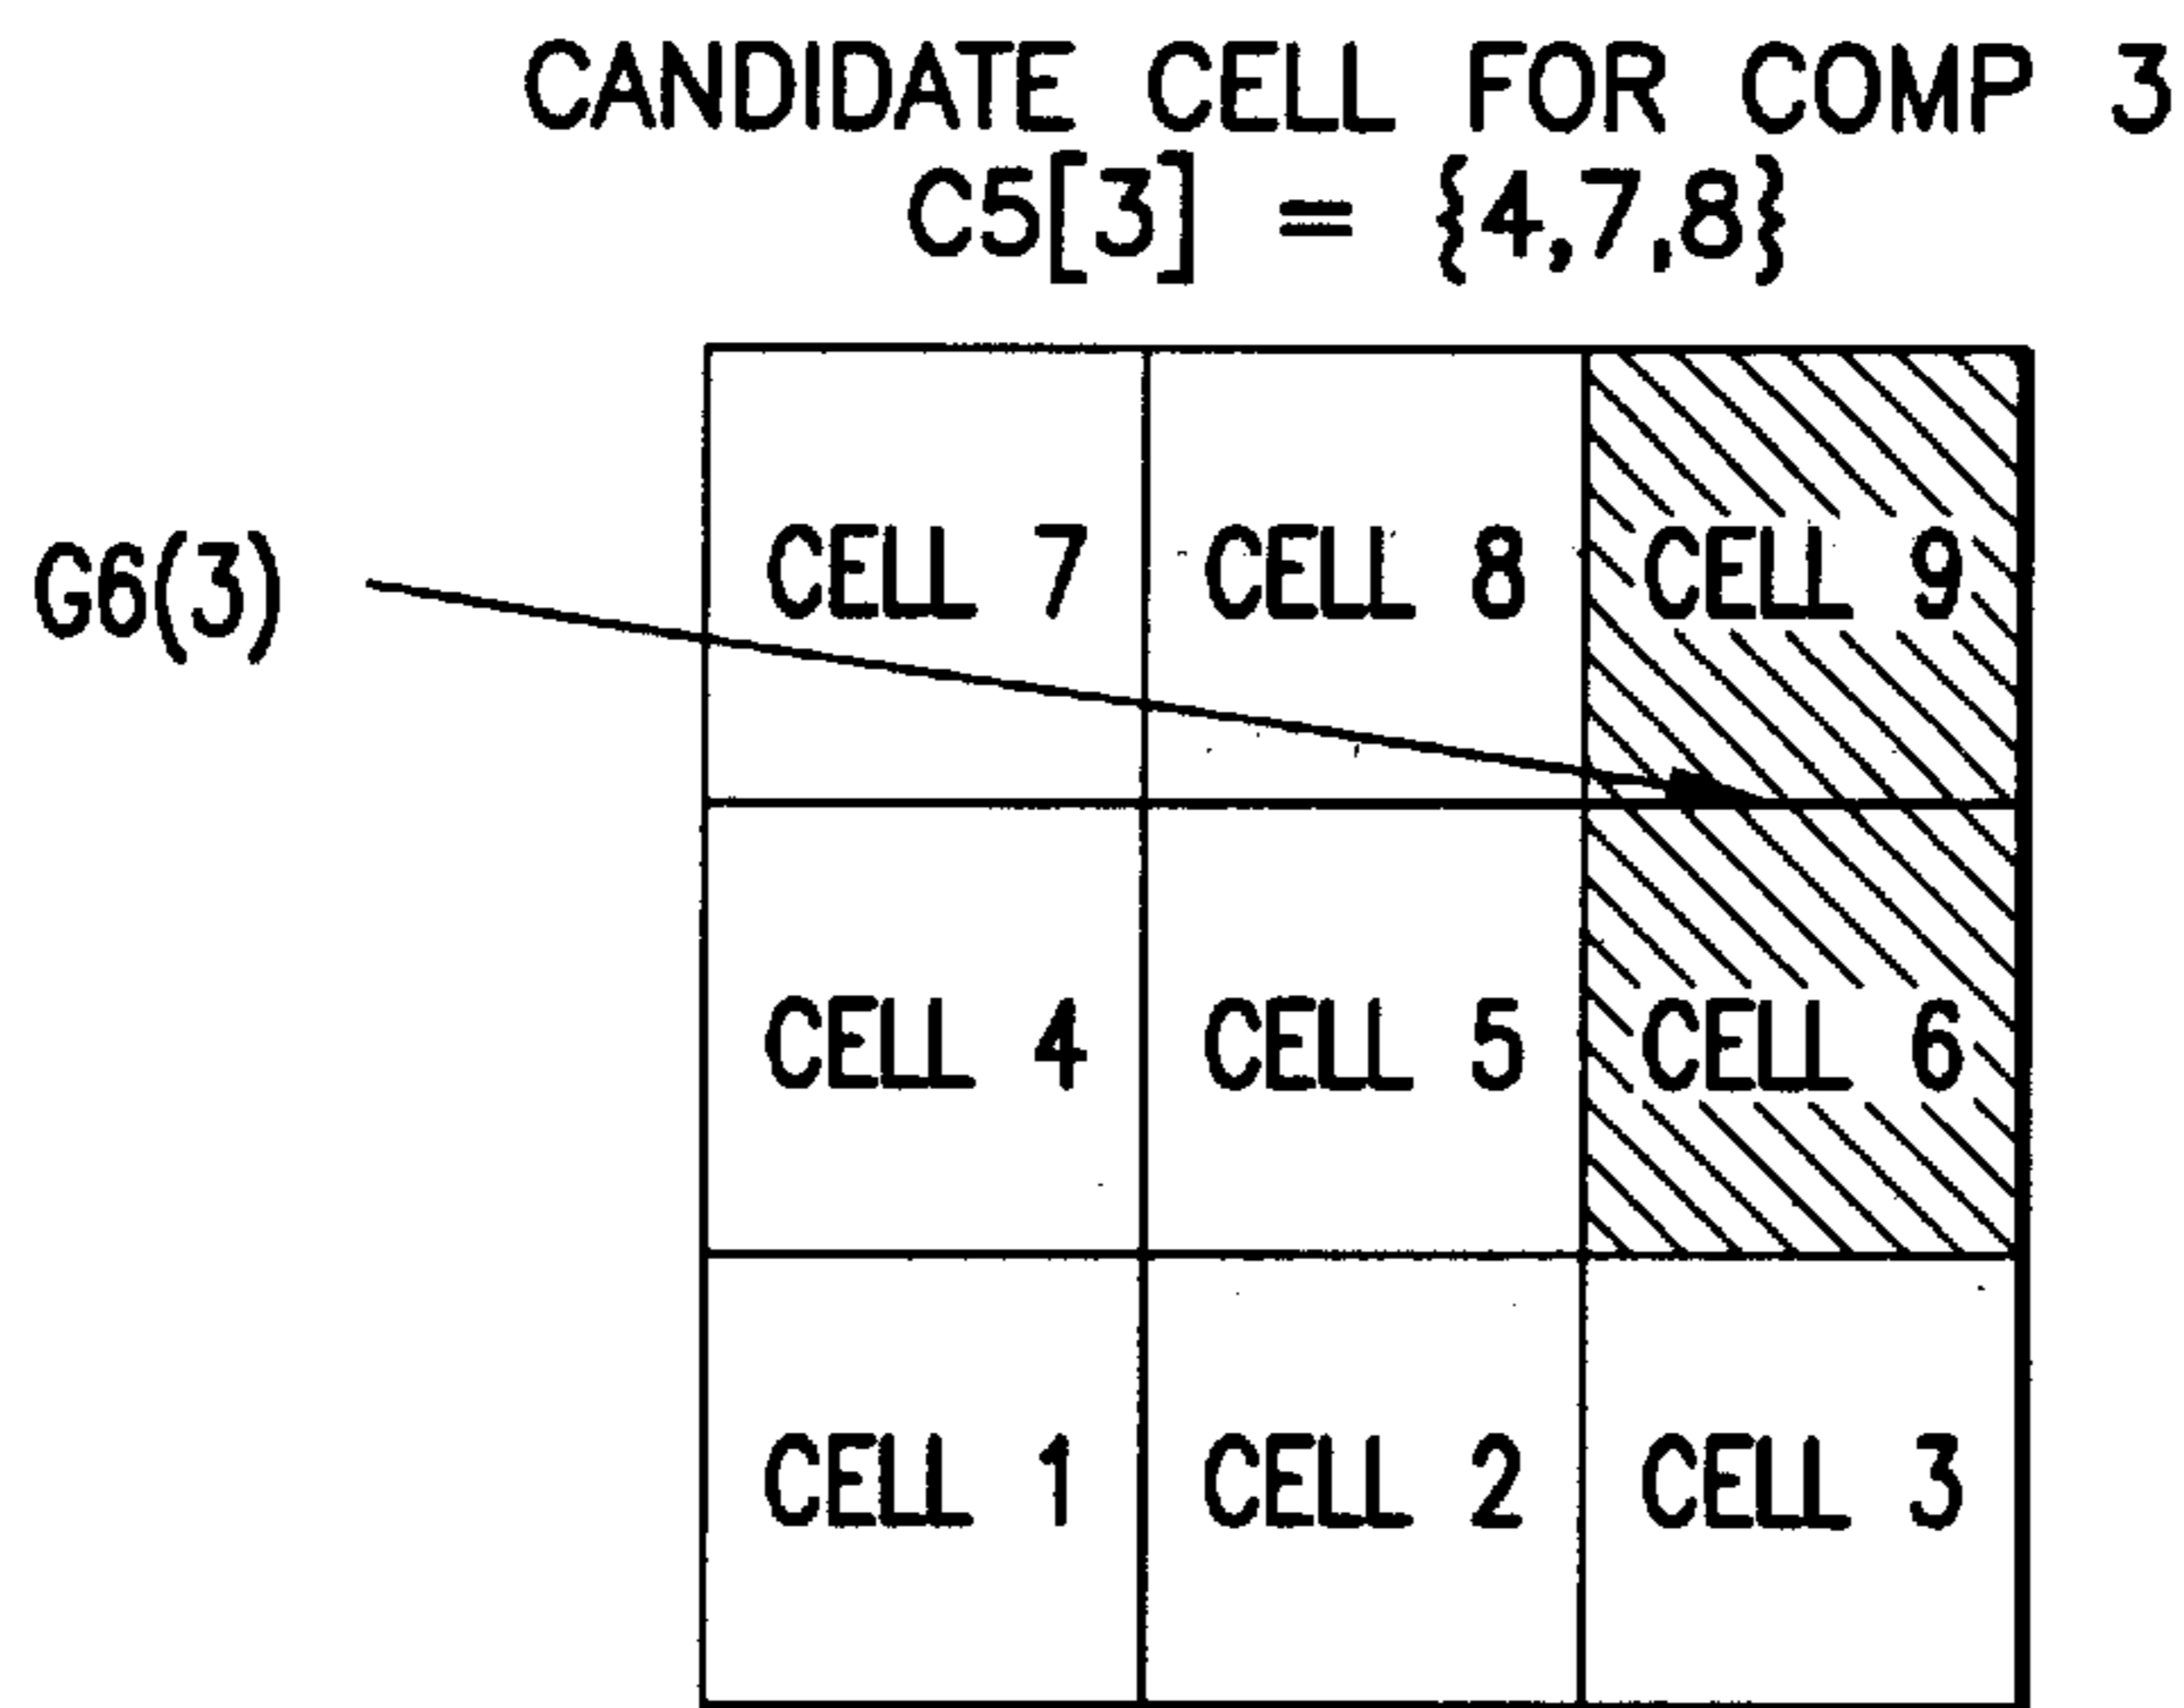 CANDIDATE CELL FOR COMP 3
C5[3] = {4,7,8}
G6(3)
CELL 7 CELL 8 CELL 9
CELL 4 CELL 5 CELL 6
CELL 1 CELL 2 CELL 3